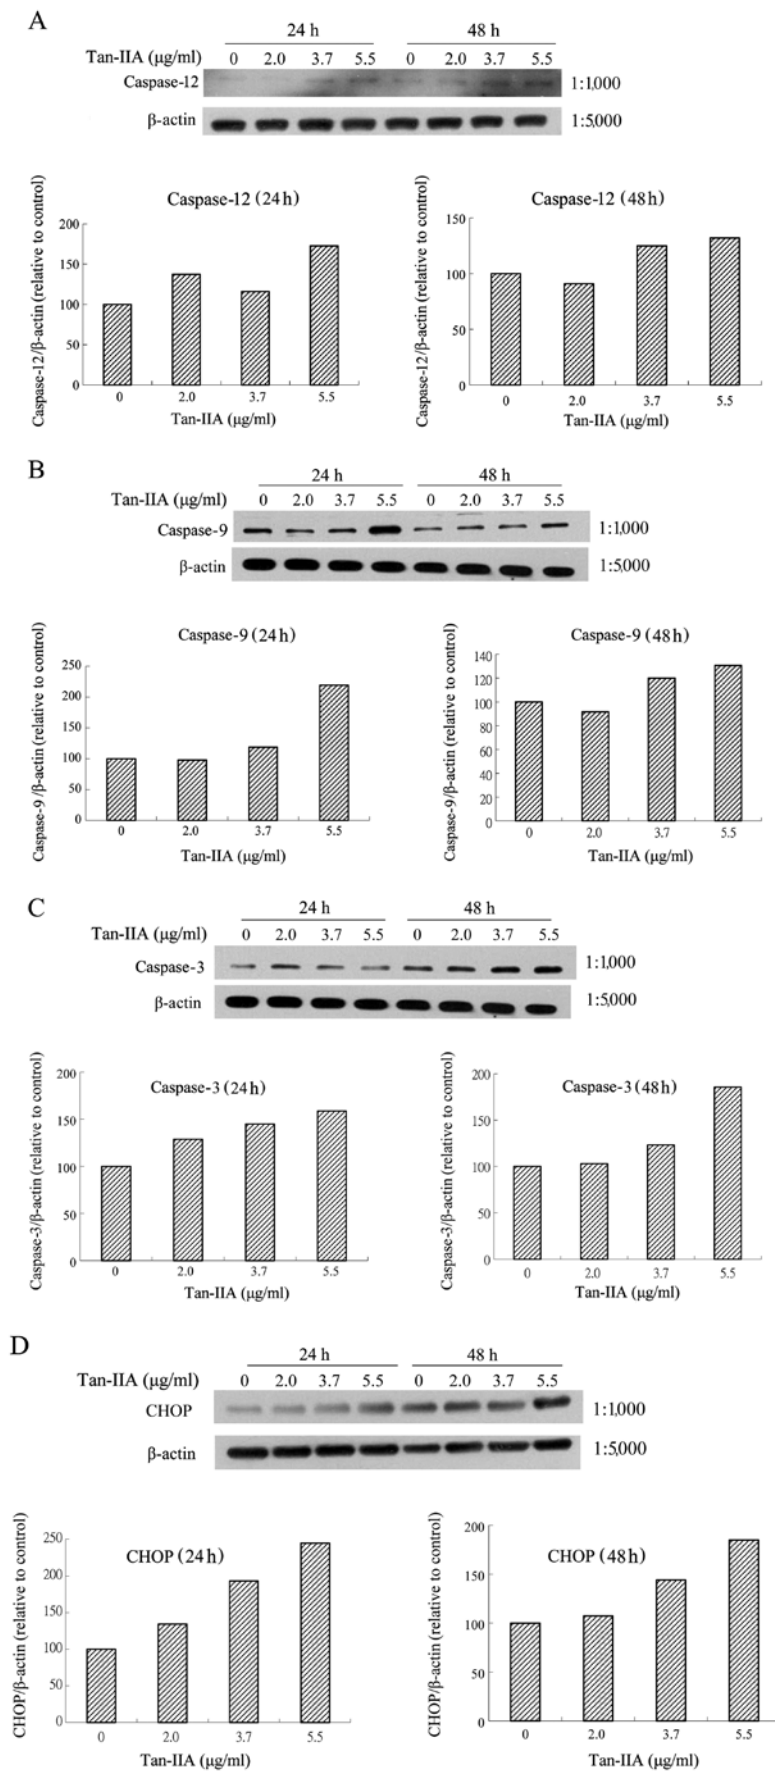 A
24 h 48 h
Tan-IIA (µg/ml) 0 2.0 3.7 5.5 0 2.0 3.7 5.5
Caspase-12 1:1,000
β-actin 1:5,000
Caspase-12 (24h) Caspase-12 (48h)
Caspase-12/β-actin (relative to control)
200
150
100
50
0
0 2.0 3.7 5.5
Tan-IIA (µg/ml)
Caspase-12/β-actin (relative to control)
150
100
50
0
0 2.0 3.7 5.5
Tan-IIA (µg/ml)
B
24 h 48 h
Tan-IIA (µg/ml) 0 2.0 3.7 5.5 0 2.0 3.7 5.5
Caspase-9 1:1,000
β-actin 1:5,000
Caspase-9 (24h) Caspase-9 (48h)
Caspase-9/β-actin (relative to control)
250
200
150
100
50
0
0 2.0 3.7 5.5
Tan-IIA (µg/ml)
Caspase-9/β-actin (relative to control)
140
120
100
80
60
40
20
0
0 2.0 3.7 5.5
Tan-IIA (µg/ml)
C
24 h 48 h
Tan-IIA (µg/ml) 0 2.0 3.7 5.5 0 2.0 3.7 5.5
Caspase-3 1:1,000
β-actin 1:5,000
Caspase-3 (24h) Caspase-3 (48h)
Caspase-3/β-actin (relative to control)
200
150
100
50
0
0 2.0 3.7 5.5
Tan-IIA (µg/ml)
Caspase-3/β-actin (relative to control)
200
150
100
50
0
0 2.0 3.7 5.5
Tan-IIA (µg/ml)
D
24 h 48 h
Tan-IIA (µg/ml) 0 2.0 3.7 5.5 0 2.0 3.7 5.5
CHOP 1:1,000
β-actin 1:5,000
CHOP (24h) CHOP (48h)
CHOP/β-actin (relative to control)
250
200
150
100
50
0
0 2.0 3.7 5.5
Tan-IIA (µg/ml)
CHOP/β-actin (relative to control)
200
150
100
50
0
0 2.0 3.7 5.5
Tan-IIA (µg/ml)